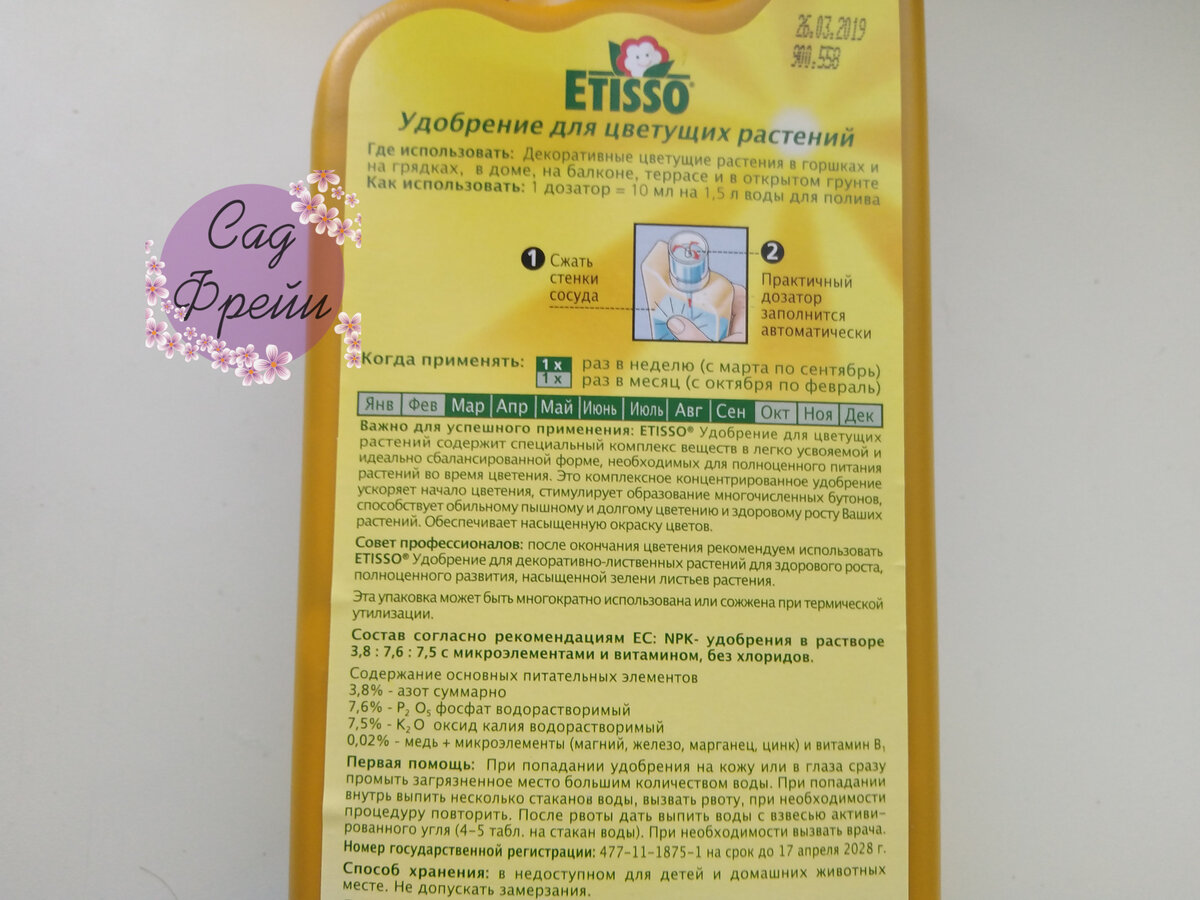 26.03.2019
900.558
ETISSO®
Удобрение для цветущих растений
Где использовать: Декоративные цветущие растения в горшках и
на грядках, в доме, на балконе, террасе и в открытом грунте
Как использовать: 1 дозатор = 10 мл на 1,5 л воды для полива
Сад
Фрейи
1 Сжать
стенки
сосуда
2
Практичный
дозатор
заполнится
автоматически
Когда применять: 1 x раз в неделю (с марта по сентябрь)
1 x раз в месяц (с октября по февраль)
Янв Фев Мар Апр Май Июнь Июль Авг Сен Окт Ноя Дек
Важно для успешного применения: ETISSO® Удобрение для цветущих
растений содержит специальный комплекс веществ в легко усвояемой и
идеально сбалансированной форме, необходимых для полноценного питания
растений во время цветения. Это комплексное концентрированное удобрение
ускоряет начало цветения, стимулирует образование многочисленных бутонов,
способствует обильному пышному и долгому цветению и здоровому росту Ваших
растений. Обеспечивает насыщенную окраску цветов.
Совет профессионалов: после окончания цветения рекомендуем использовать
ETISSO® Удобрение для декоративно-лиственных растений для здорового роста,
полноценного развития, насыщенной зелени листьев растения.
Эта упаковка может быть многократно использована или сожжена при термической
утилизации.
Состав согласно рекомендациям ЕС: NPK- удобрения в растворе
3,8 : 7,6 : 7,5 с микроэлементами и витамином, без хлоридов.
Содержание основных питательных элементов
3,8% - азот суммарно
7,6% - P₂ O₅ фосфат водорастворимый
7,5% - K₂O оксид калия водорастворимый
0,02% - медь + микроэлементы (магний, железо, марганец, цинк) и витамин B₁
Первая помощь: При попадании удобрения на кожу или в глаза сразу
промыть загрязненное место большим количеством воды. При попадании
внутрь выпить несколько стаканов воды, вызвать рвоту, при необходимости
процедуру повторить. После рвоты дать выпить воды с взвесью активи-
рованного угля (4-5 табл. на стакан воды). При необходимости вызвать врача.
Номер государственной регистрации: 477-11-1875-1 на срок до 17 апреля 2028 г.
Способ хранения: в недоступном для детей и домашних животных
месте. Не допускать замерзания.